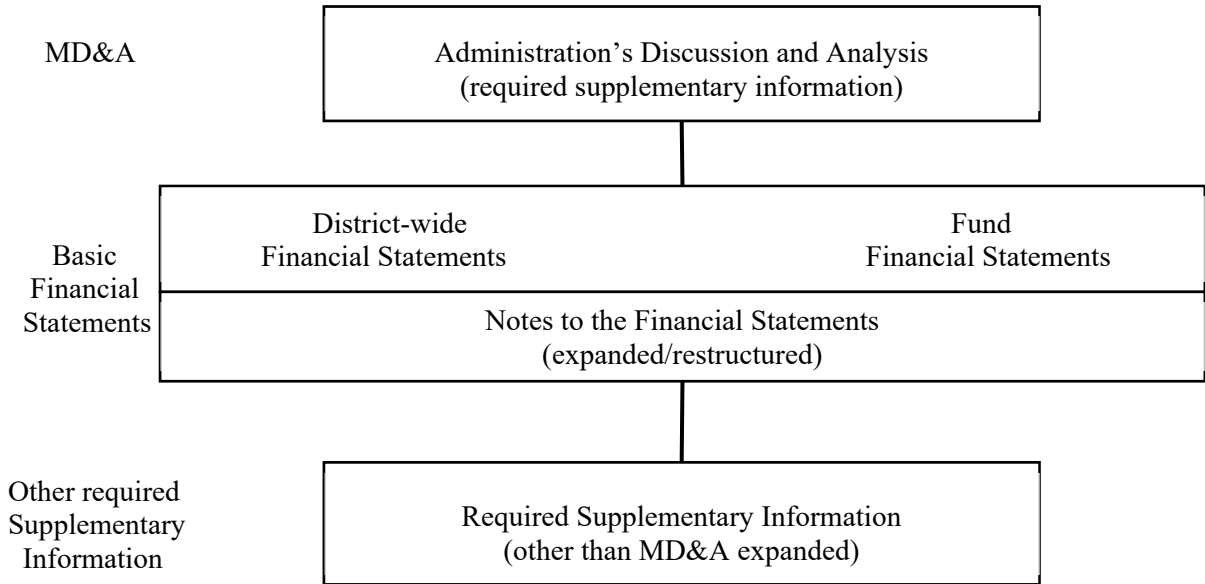 MD&A
Administration’s Discussion and Analysis
(required supplementary information)
District-wide
Financial Statements
Fund
Financial Statements
Basic
Financial
Statements
Notes to the Financial Statements
(expanded/restructured)
Other required
Supplementary
Information
Required Supplementary Information
(other than MD&A expanded)